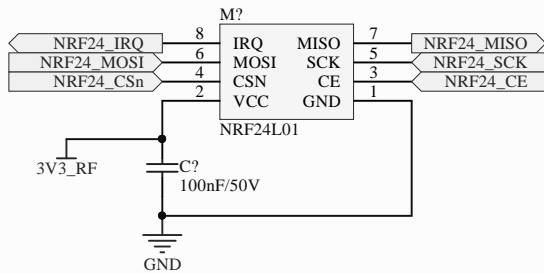 M?
NRF24_IRQ 8 IRQ MISO 7 NRF24_MISO
NRF24_MOSI 6 MOSI SCK 5 NRF24_SCK
NRF24_CSn 4 CSN CE 3 NRF24_CE
2 VCC GND 1
NRF24L01
3V3_RF
C?
100nF/50V
GND